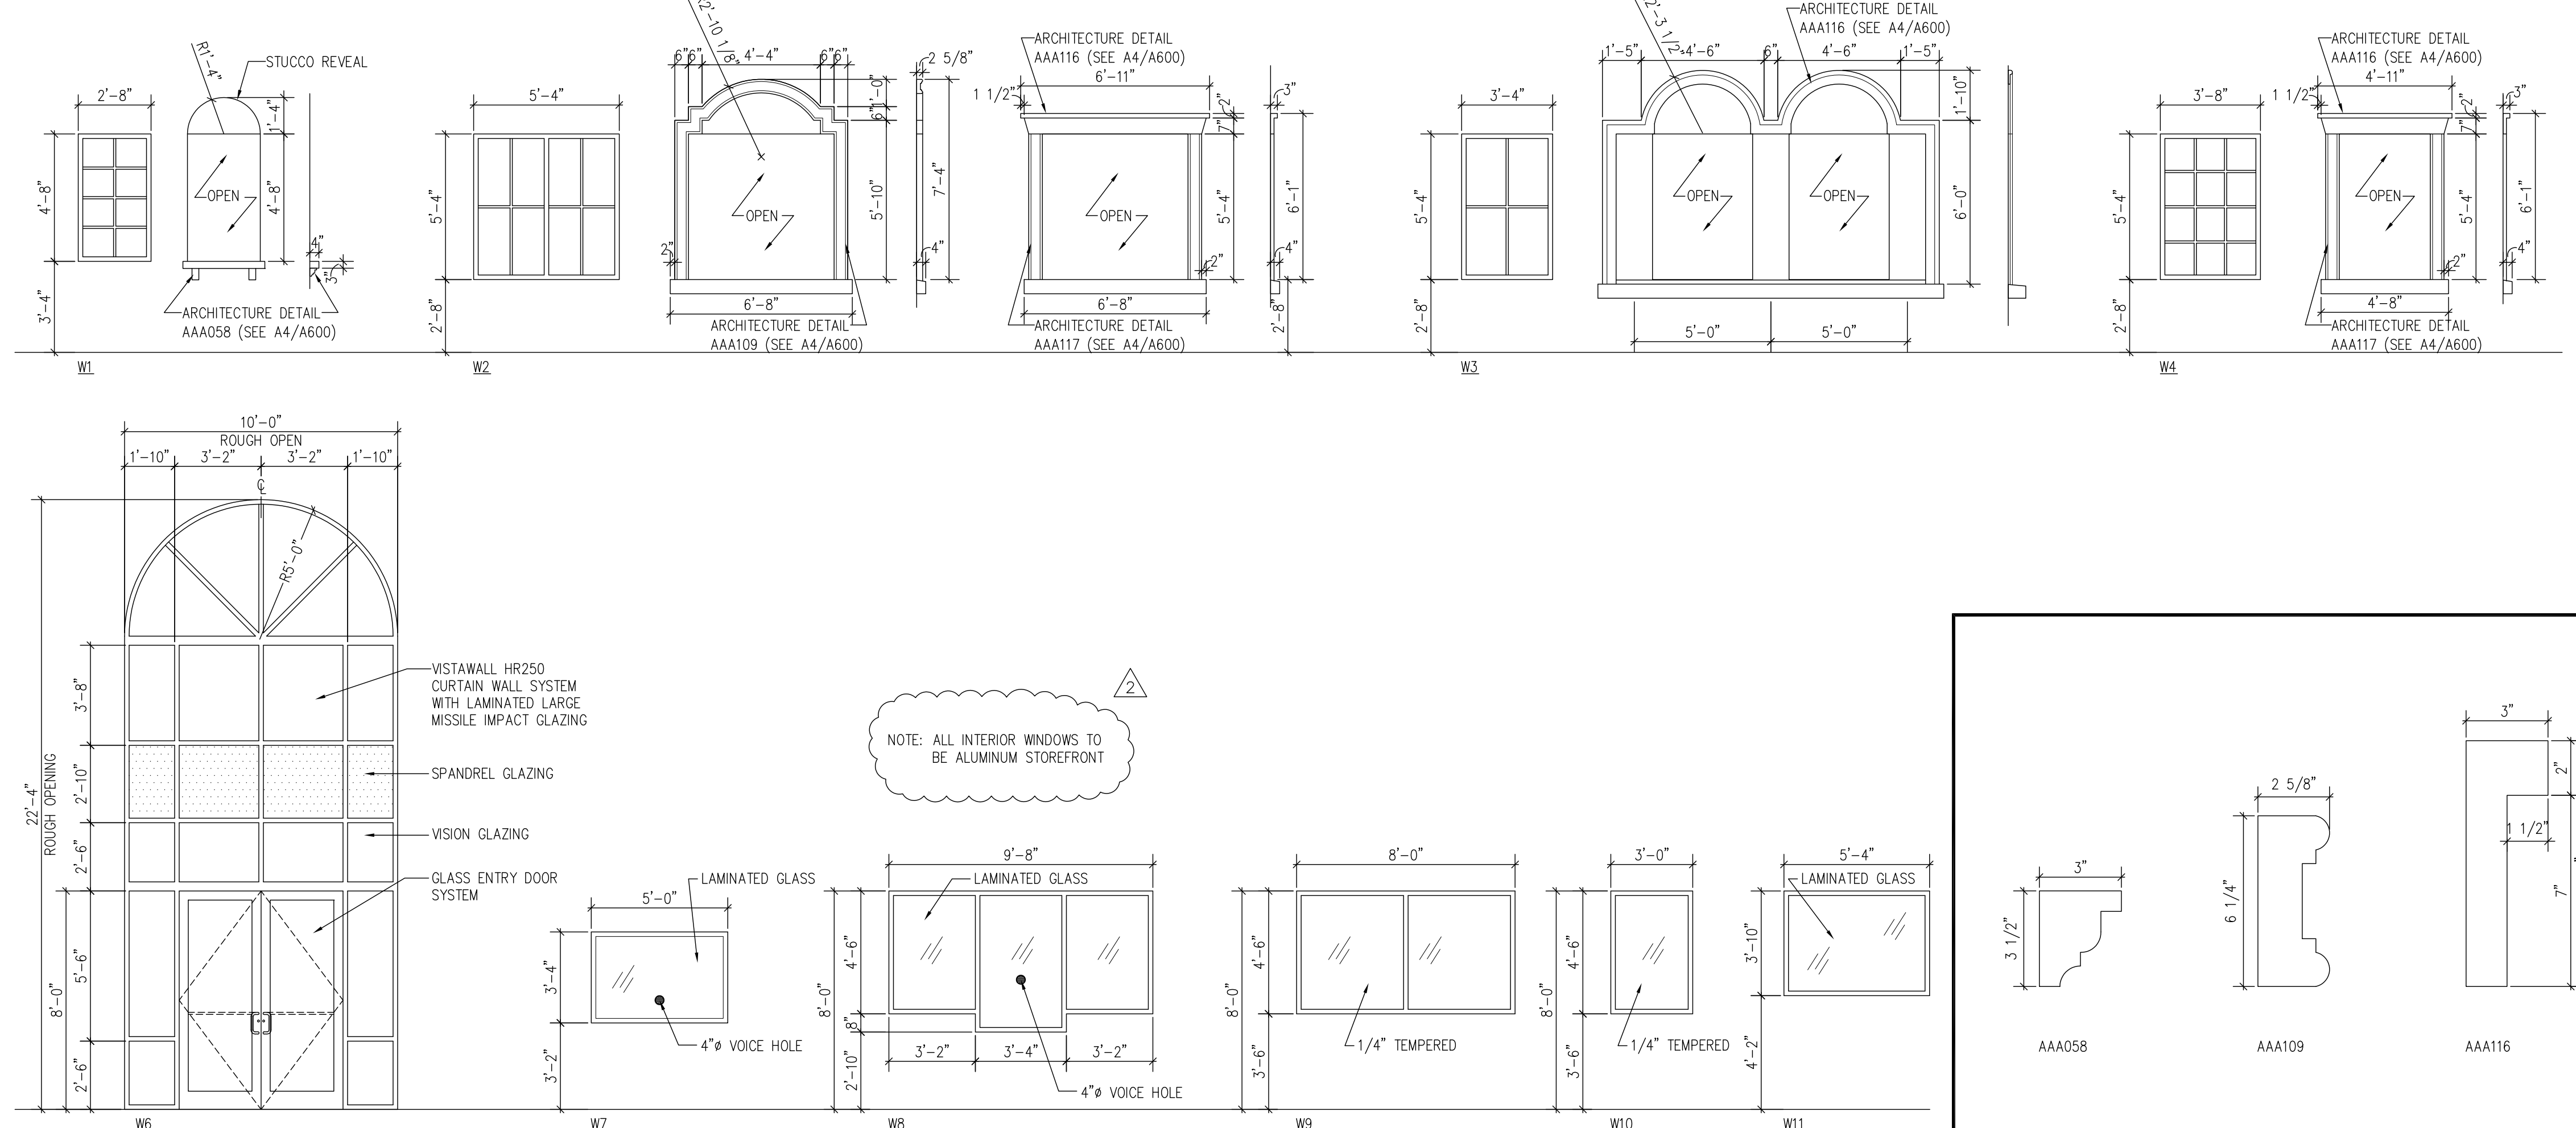 2'-8"
4'-8"
3'-4"
W1
R1'-4"
STUCCO REVEAL
1'-4"
OPEN
4'-8"
4"
3"
ARCHITECTURE DETAIL
AAA058 (SEE A4/A600)
5'-4"
5'-4"
2'-8"
W2
6" 6" 4'-4" 6" 6"
2'-10 1/8"
1'-0"
6"
OPEN
5'-10"
2"
6'-8"
ARCHITECTURE DETAIL
AAA109 (SEE A4/A600)
2 5/8"
7'-4"
4"
ARCHITECTURE DETAIL
AAA116 (SEE A4/A600)
6'-11"
1 1/2"
2"
7"
OPEN
5'-4"
2"
6'-8"
ARCHITECTURE DETAIL
AAA117 (SEE A4/A600)
3"
6'-1"
4"
2'-8"
3'-4"
5'-4"
2'-8"
W3
2'-3 1/2"
ARCHITECTURE DETAIL
AAA116 (SEE A4/A600)
1'-5" 4'-6" 6" 4'-6" 1'-5"
1'-10"
OPEN
OPEN
6'-0"
5'-0" 5'-0"
3'-8"
5'-4"
2'-8"
W4
ARCHITECTURE DETAIL
AAA116 (SEE A4/A600)
4'-11"
1 1/2"
2"
7"
OPEN
5'-4"
2"
4'-8"
ARCHITECTURE DETAIL
AAA117 (SEE A4/A600)
3"
6'-1"
4"
10'-0"
ROUGH OPEN
1'-10" 3'-2" 3'-2" 1'-10"
R5'-0"
22'-4"
ROUGH OPENING
3'-8"
2'-10"
2'-6"
5'-6"
8'-0"
2'-6"
VISTAWALL HR250
CURTAIN WALL SYSTEM
WITH LAMINATED LARGE
MISSILE IMPACT GLAZING
SPANDREL GLAZING
VISION GLAZING
GLASS ENTRY DOOR
SYSTEM
W6
5'-0"
LAMINATED GLASS
3'-4"
3'-2"
4"ø VOICE HOLE
W7
2
NOTE: ALL INTERIOR WINDOWS TO
BE ALUMINUM STOREFRONT
9'-8"
LAMINATED GLASS
8'-0"
4'-6"
8"
2'-10"
3'-2" 3'-4" 3'-2"
4"ø VOICE HOLE
W8
8'-0"
8'-0"
4'-6"
3'-6"
1/4" TEMPERED
W9
3'-0"
8'-0"
4'-6"
3'-6"
1/4" TEMPERED
W10
5'-4"
LAMINATED GLASS
3'-10"
4'-2"
W11
3"
3 1/2"
AAA058
2 5/8"
6 1/4"
AAA109
3"
2"
1 1/2"
7"
AAA116